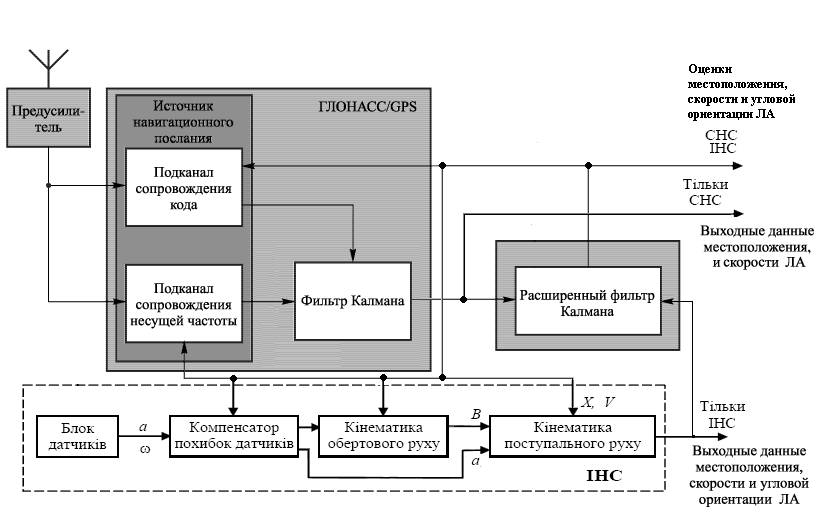 Оценки
местоположения,
скорости и угловой
ориентации ЛА
Предусили-
тель
Источник
навигационного
послания
ГЛОНАСС/GPS
СНС
ІНС
Подканал
сопровождения
кода
Тільки
СНС
Выходные данные
местоположения,
и скорости ЛА
Подканал
сопровождения
несущей частоты
Фильтр Калмана
Расширенный фильтр
Калмана
X, V
Тільки
ІНС
Блок
датчиків
a
ω
Компенсатор
похибок датчиків
Кінематика
обертового руху
B
a
Кінематика
поступального руху
ІНС
Выходные данные
местоположения,
скорости и угловой
ориентации ЛА